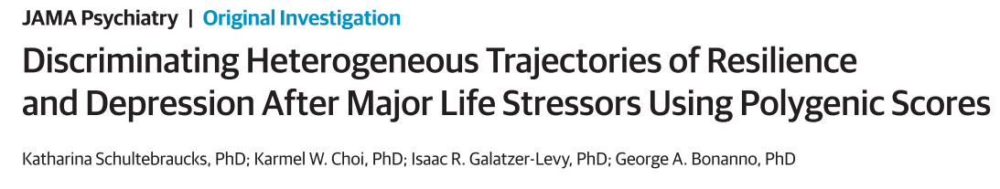 JAMA Psychiatry | Original Investigation
Discriminating Heterogeneous Trajectories of Resilience
and Depression After Major Life Stressors Using Polygenic Scores
Katharina Schultebraucks, PhD; Karmel W. Choi, PhD; Isaac R. Galatzer-Levy, PhD; George A. Bonanno, PhD